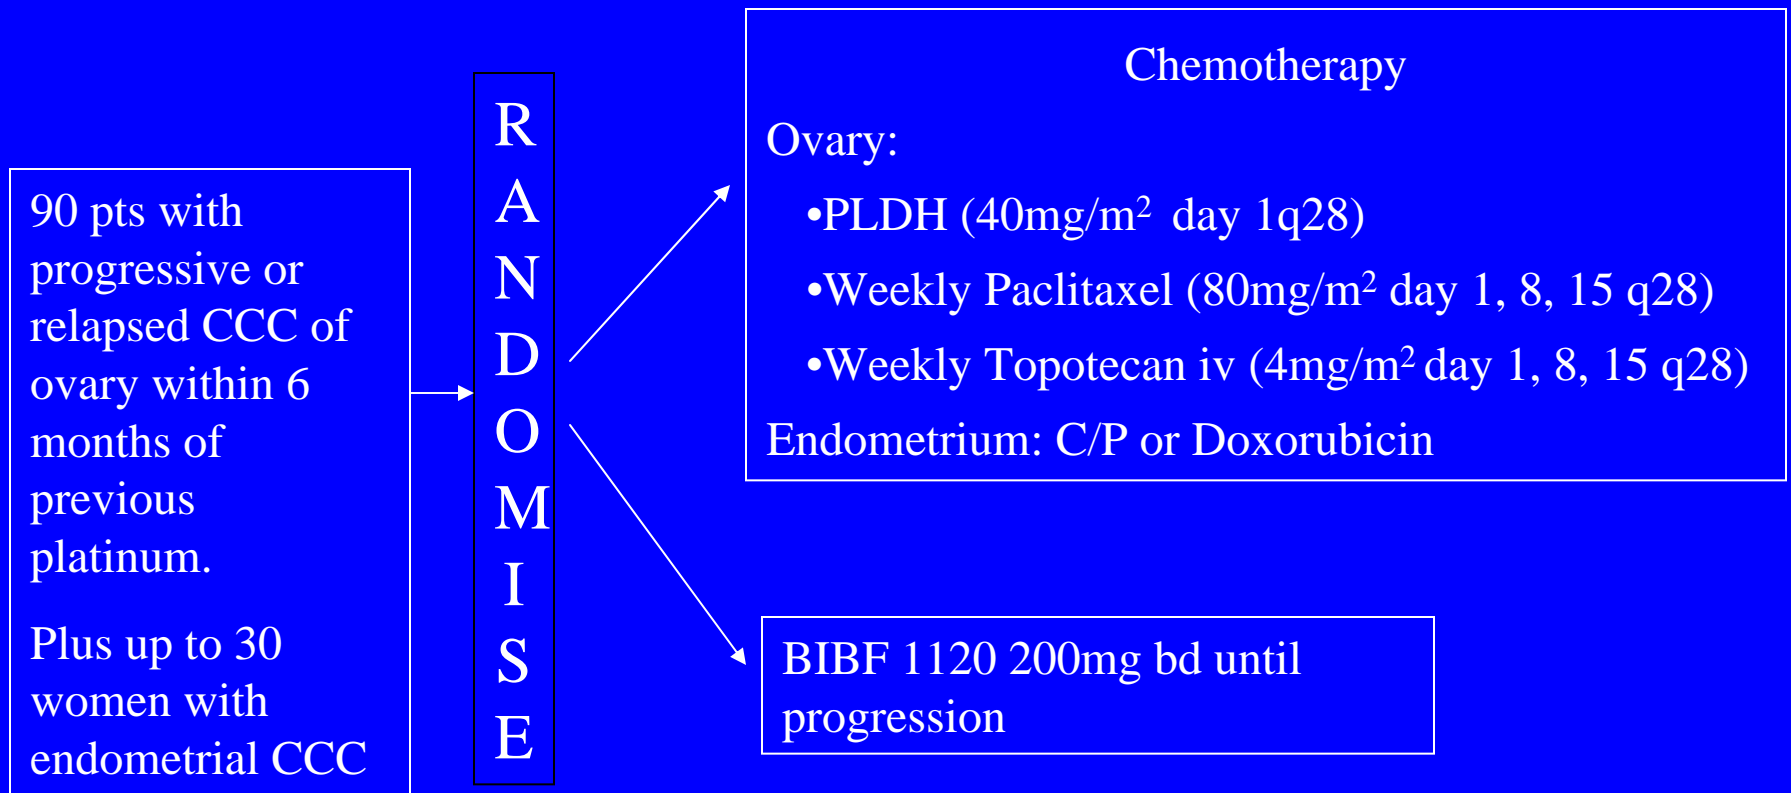 90 pts with
progressive or
relapsed CCC of
ovary within 6
months of
previous
platinum.
Plus up to 30
women with
endometrial CCC
R
A
N
D
O
M
I
S
E
Chemotherapy
Ovary:
•PLDH (40mg/m² day 1q28)
•Weekly Paclitaxel (80mg/m² day 1, 8, 15 q28)
•Weekly Topotecan iv (4mg/m² day 1, 8, 15 q28)
Endometrium: C/P or Doxorubicin
BIBF 1120 200mg bd until
progression